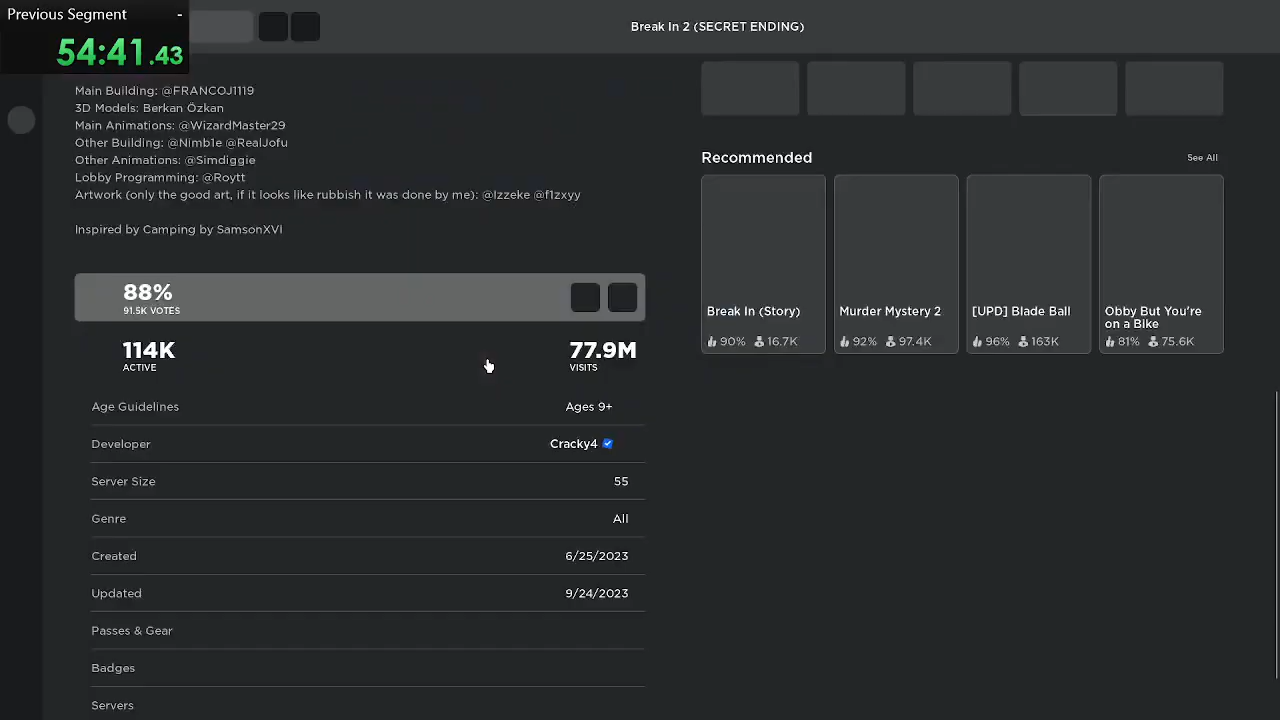 Previous Segment -
54:41.43
Break In 2 (SECRET ENDING)
Main Building: @FRANCOJ1119
3D Models: Berkan Özkan
Main Animations: @WizardMaster29
Other Building: @Nimb1e @RealJofu
Other Animations: @Simdiggie
Lobby Programming: @Roytt
Artwork (only the good art, if it looks like rubbish it was done by me): @Izzeke @f1zxyy
Inspired by Camping by SamsonXVI
88%
91.5K VOTES
114K
ACTIVE
77.9M
VISITS
Age Guidelines Ages 9+
Developer Cracky4
Server Size 55
Genre All
Created 6/25/2023
Updated 9/24/2023
Passes & Gear
Badges
Servers
Recommended See All
Break In (Story)
90% 16.7K
Murder Mystery 2
92% 97.4K
[UPD] Blade Ball
96% 163K
Obby But You're
on a Bike
81% 75.6K